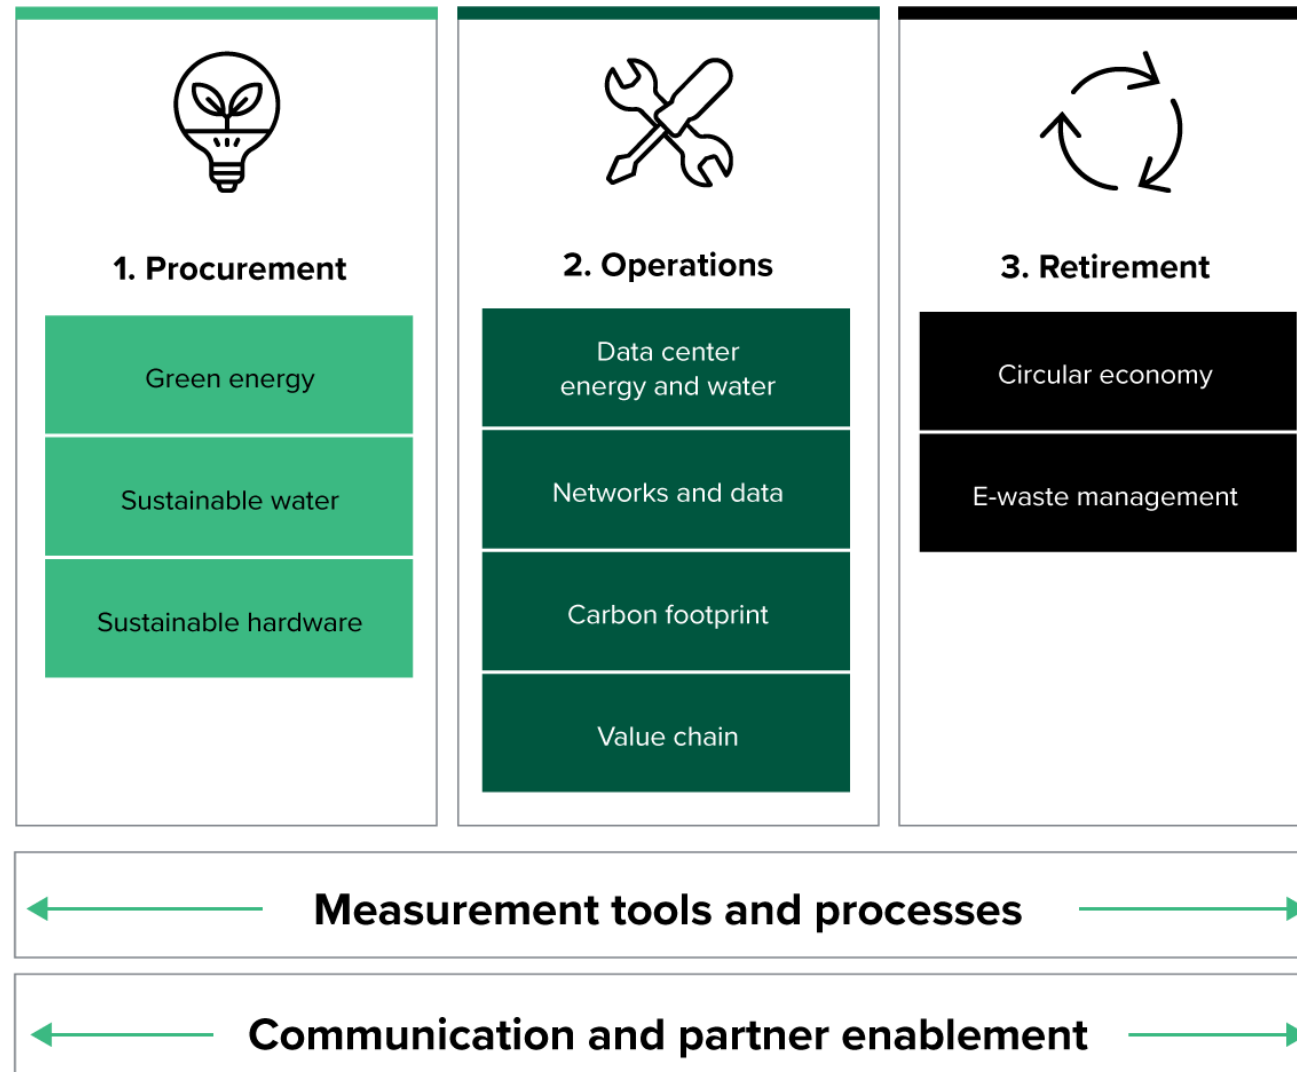 1. Procurement
Green energy
Sustainable water
Sustainable hardware
2. Operations
Data center
energy and water
Networks and data
Carbon footprint
Value chain
3. Retirement
Circular economy
E-waste management
Measurement tools and processes
Communication and partner enablement